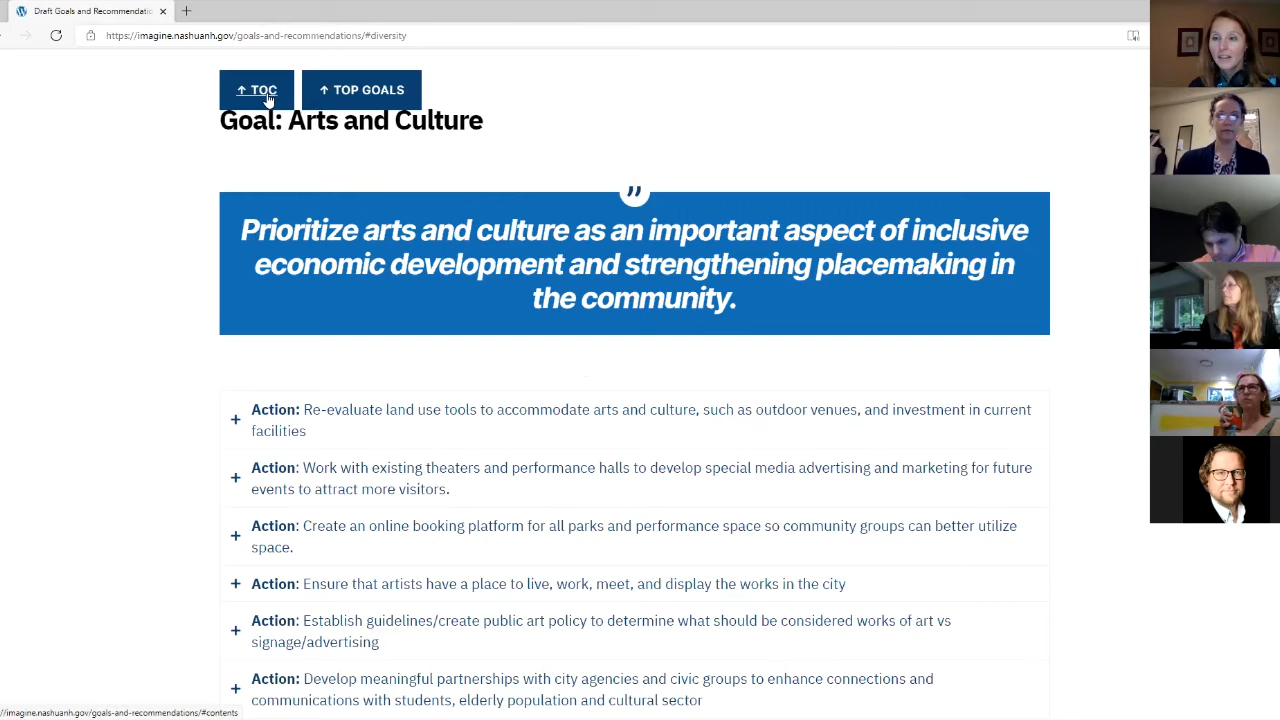 Draft Goals and Recommendatio
https://imagine.nashuanh.gov/goals-and-recommendations/#diversity
↑ TOC
↑ TOP GOALS
Goal: Arts and Culture
”
Prioritize arts and culture as an important aspect of inclusive
economic development and strengthening placemaking in
the community.
+ Action: Re-evaluate land use tools to accommodate arts and culture, such as outdoor venues, and investment in current
facilities
+ Action: Work with existing theaters and performance halls to develop special media advertising and marketing for future
events to attract more visitors.
+ Action: Create an online booking platform for all parks and performance space so community groups can better utilize
space.
+ Action: Ensure that artists have a place to live, work, meet, and display the works in the city
+ Action: Establish guidelines/create public art policy to determine what should be considered works of art vs
signage/advertising
+ Action: Develop meaningful partnerships with city agencies and civic groups to enhance connections and
communications with students, elderly population and cultural sector
//imagine.nashuanh.gov/goals-and-recommendations/#contents